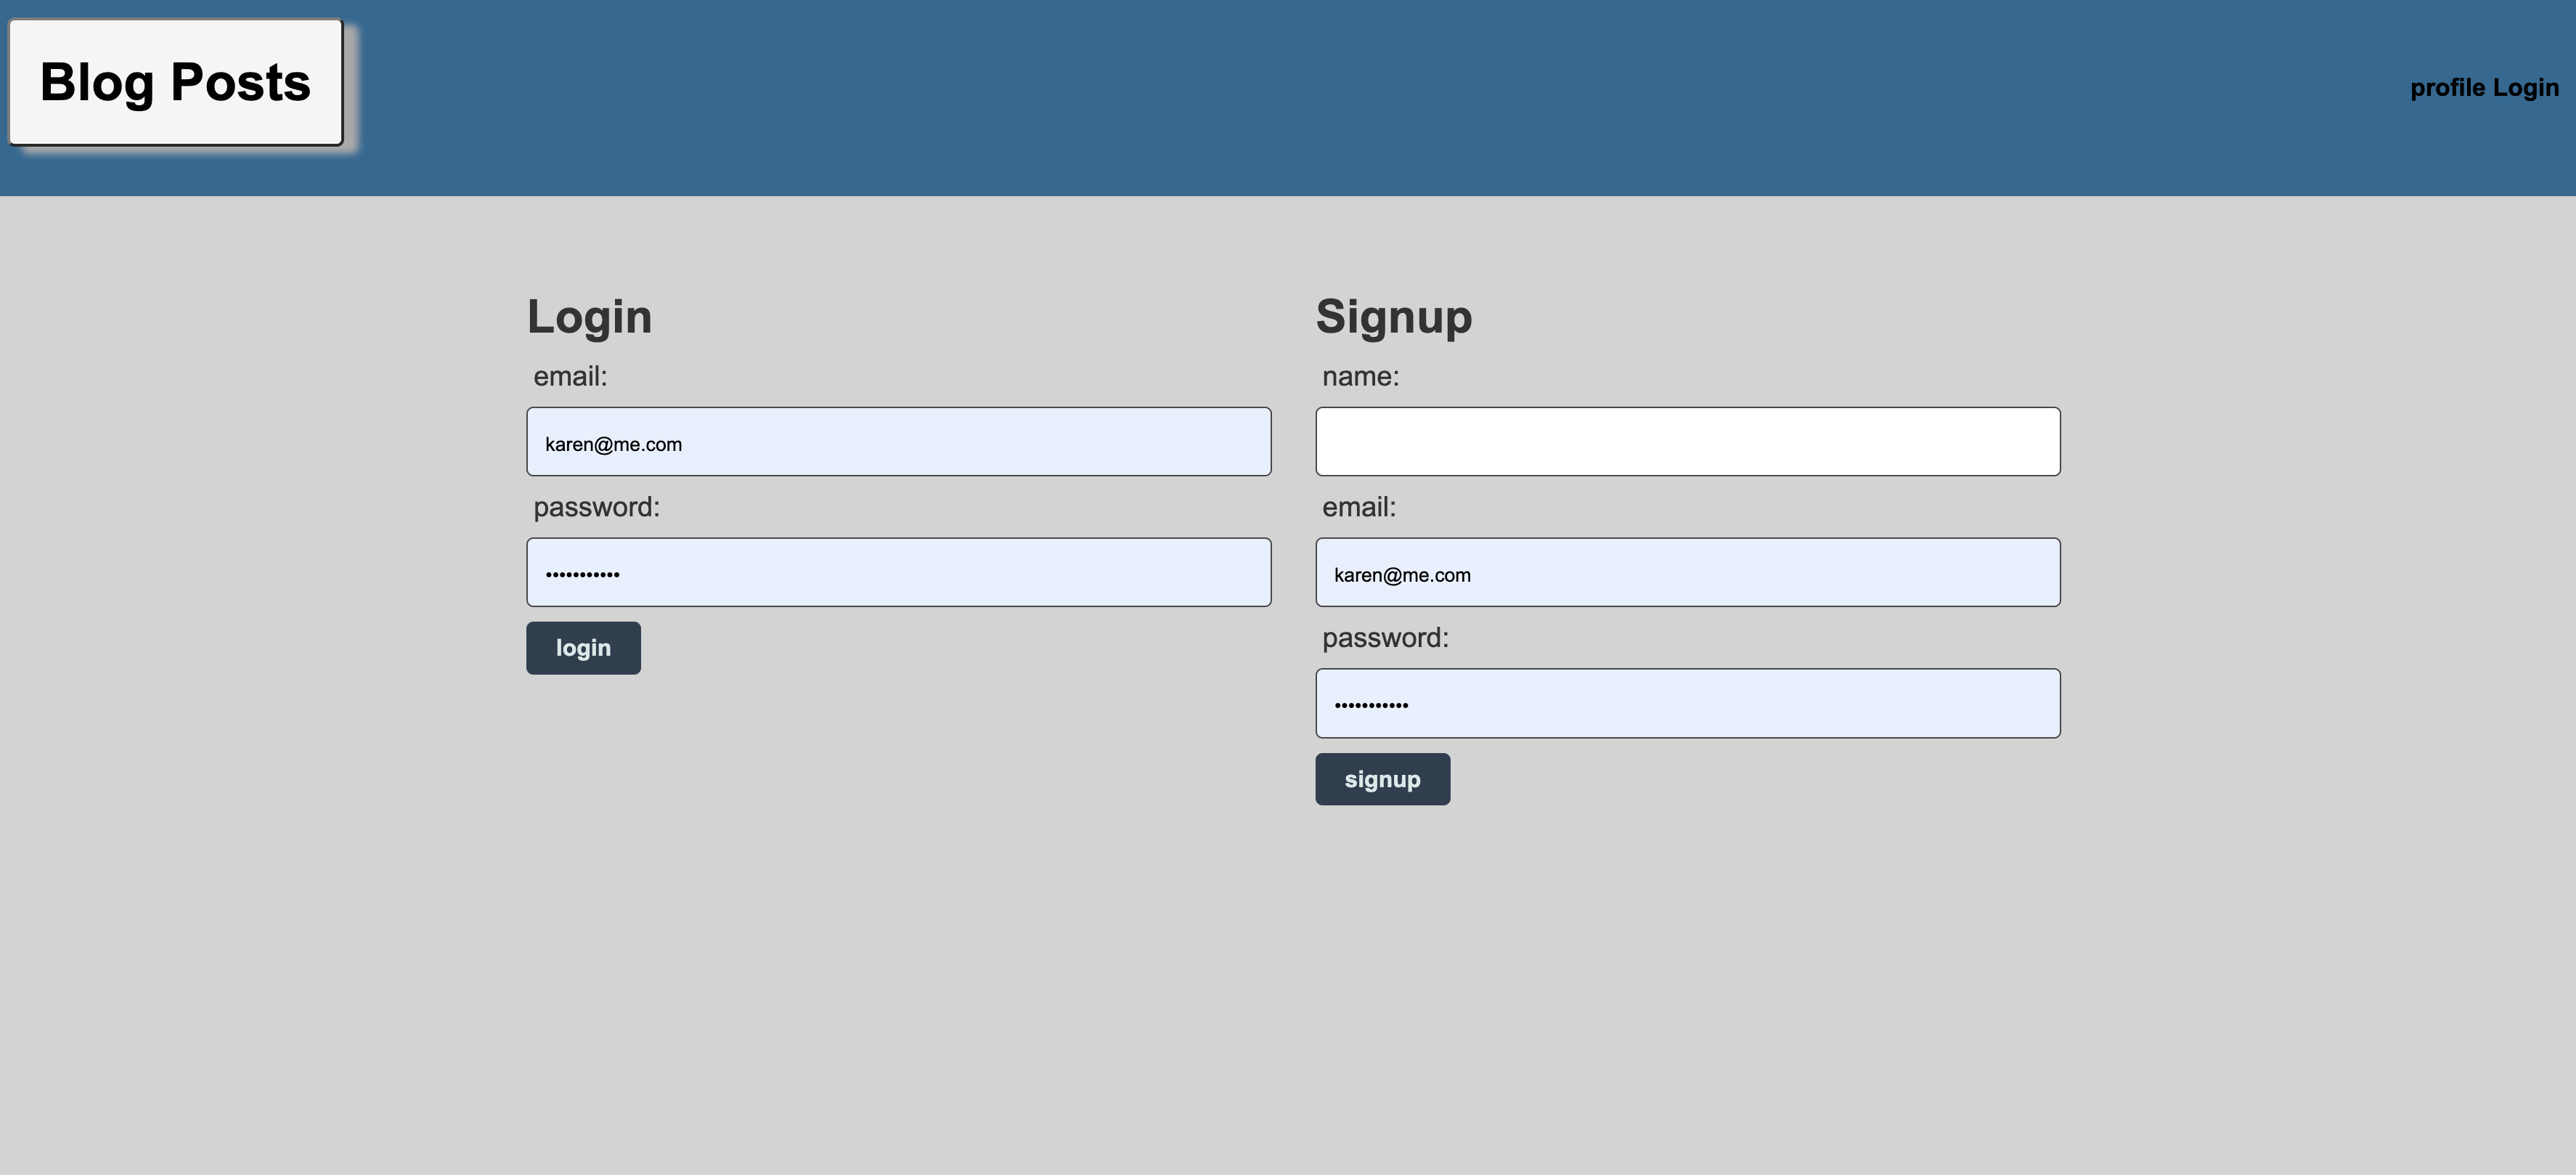 Blog Posts
profile Login
Login
email:
karen@me.com
password:
•••••••••••
login
Signup
name:
email:
karen@me.com
password:
•••••••••••
signup